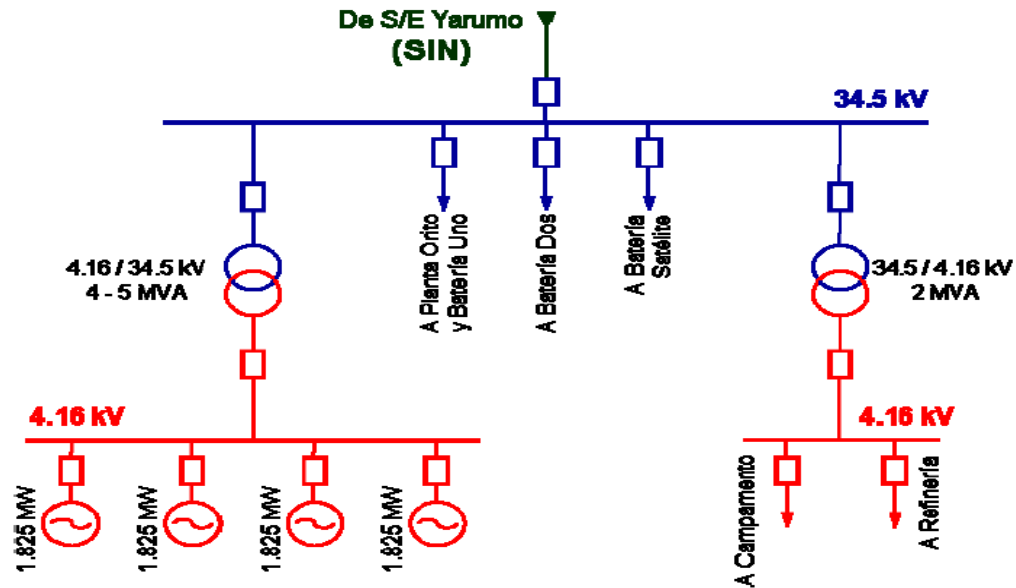 De S/E Yarumo
(SIN)
34.5 kV
4.16 / 34.5 kV
4 - 5 MVA
A Planta Orito
y Batería Uno
A Batería Dos
A Batería
Satélite
34.5 / 4.16 kV
2 MVA
4.16 kV
4.16 kV
1.825 MW
1.825 MW
1.825 MW
1.825 MW
A Campamento
A Refinería